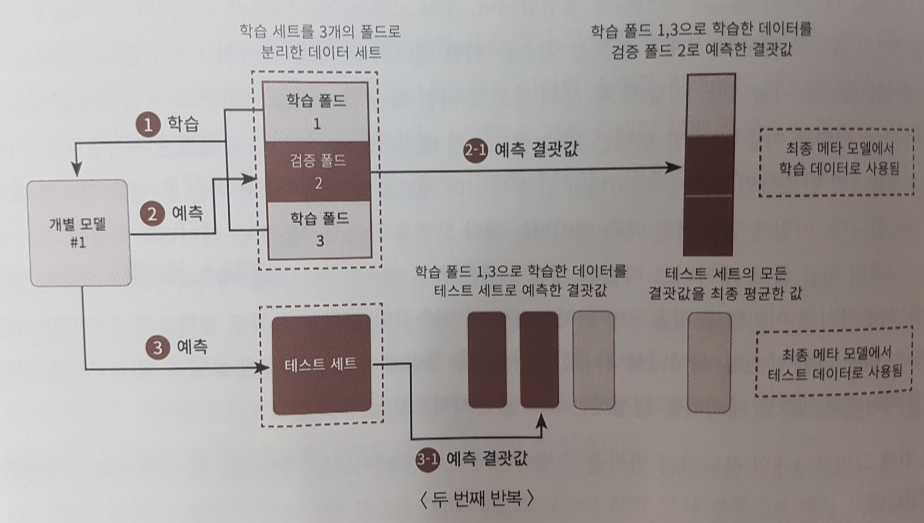 학습 세트를 3개의 폴드로
분리한 데이터 세트
학습 폴드 1,3으로 학습한 데이터를
검증 폴드 2로 예측한 결괏값
1 학습
학습 폴드
1
검증 폴드
2
학습 폴드
3
2-1 예측 결괏값
최종 메타 모델에서
학습 데이터로 사용됨
개별 모델
#1
2 예측
학습 폴드 1,3으로 학습한 데이터를
테스트 세트로 예측한 결괏값
테스트 세트의 모든
결괏값을 최종 평균한 값
3 예측
테스트 세트
최종 메타 모델에서
테스트 데이터로 사용됨
3-1 예측 결괏값
〈 두 번째 반복 〉